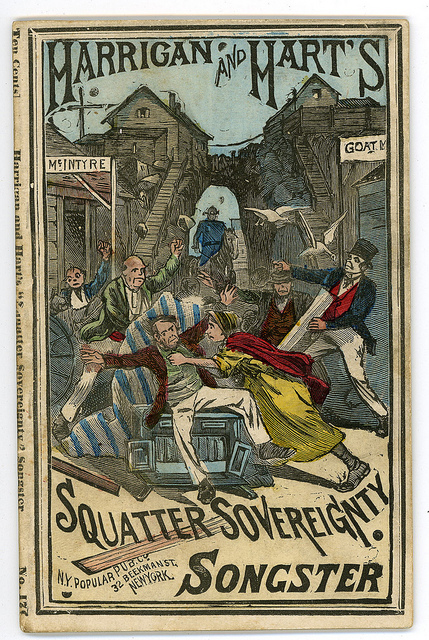 HARRIGAN AND HART'S
McINTYRE
GOAT
SQUATTER SOVEREIGNTY.
SONGSTER
N.Y. POPULAR PUB. Co
32 BEEKMAN ST.
NEW YORK.
Ten Cents]
Harrigan and Hart's "Squatter Sovereignty" Songster
No. 177